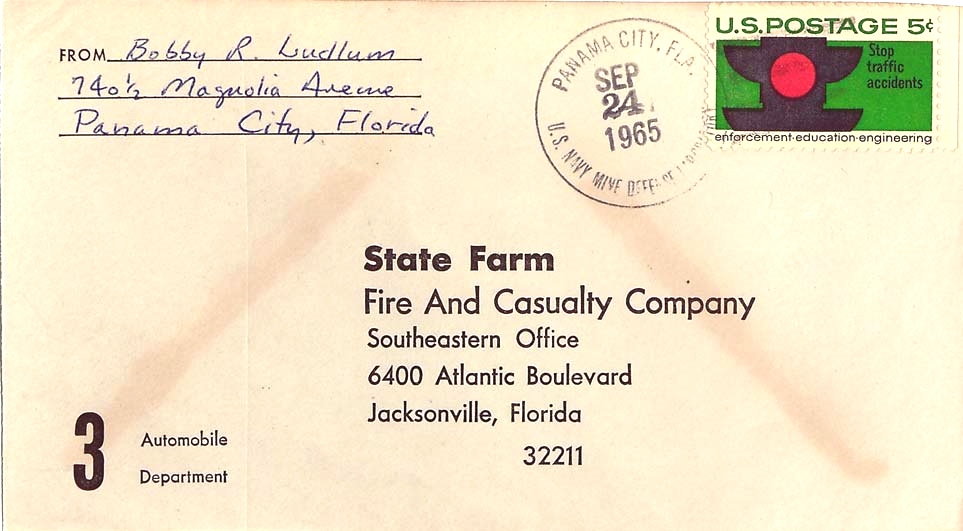 FROM Bobby R. Ludlum
740½ Magnolia Avenue
Panama City, Florida
PANAMA CITY, FLA.
SEP
24
1965
U.S. NAVY MINE DEFENSE LABORATORY
U.S. POSTAGE 5¢
Stop
traffic
accidents
enforcement·education·engineering
State Farm
Fire And Casualty Company
Southeastern Office
6400 Atlantic Boulevard
Jacksonville, Florida
32211
3
Automobile
Department